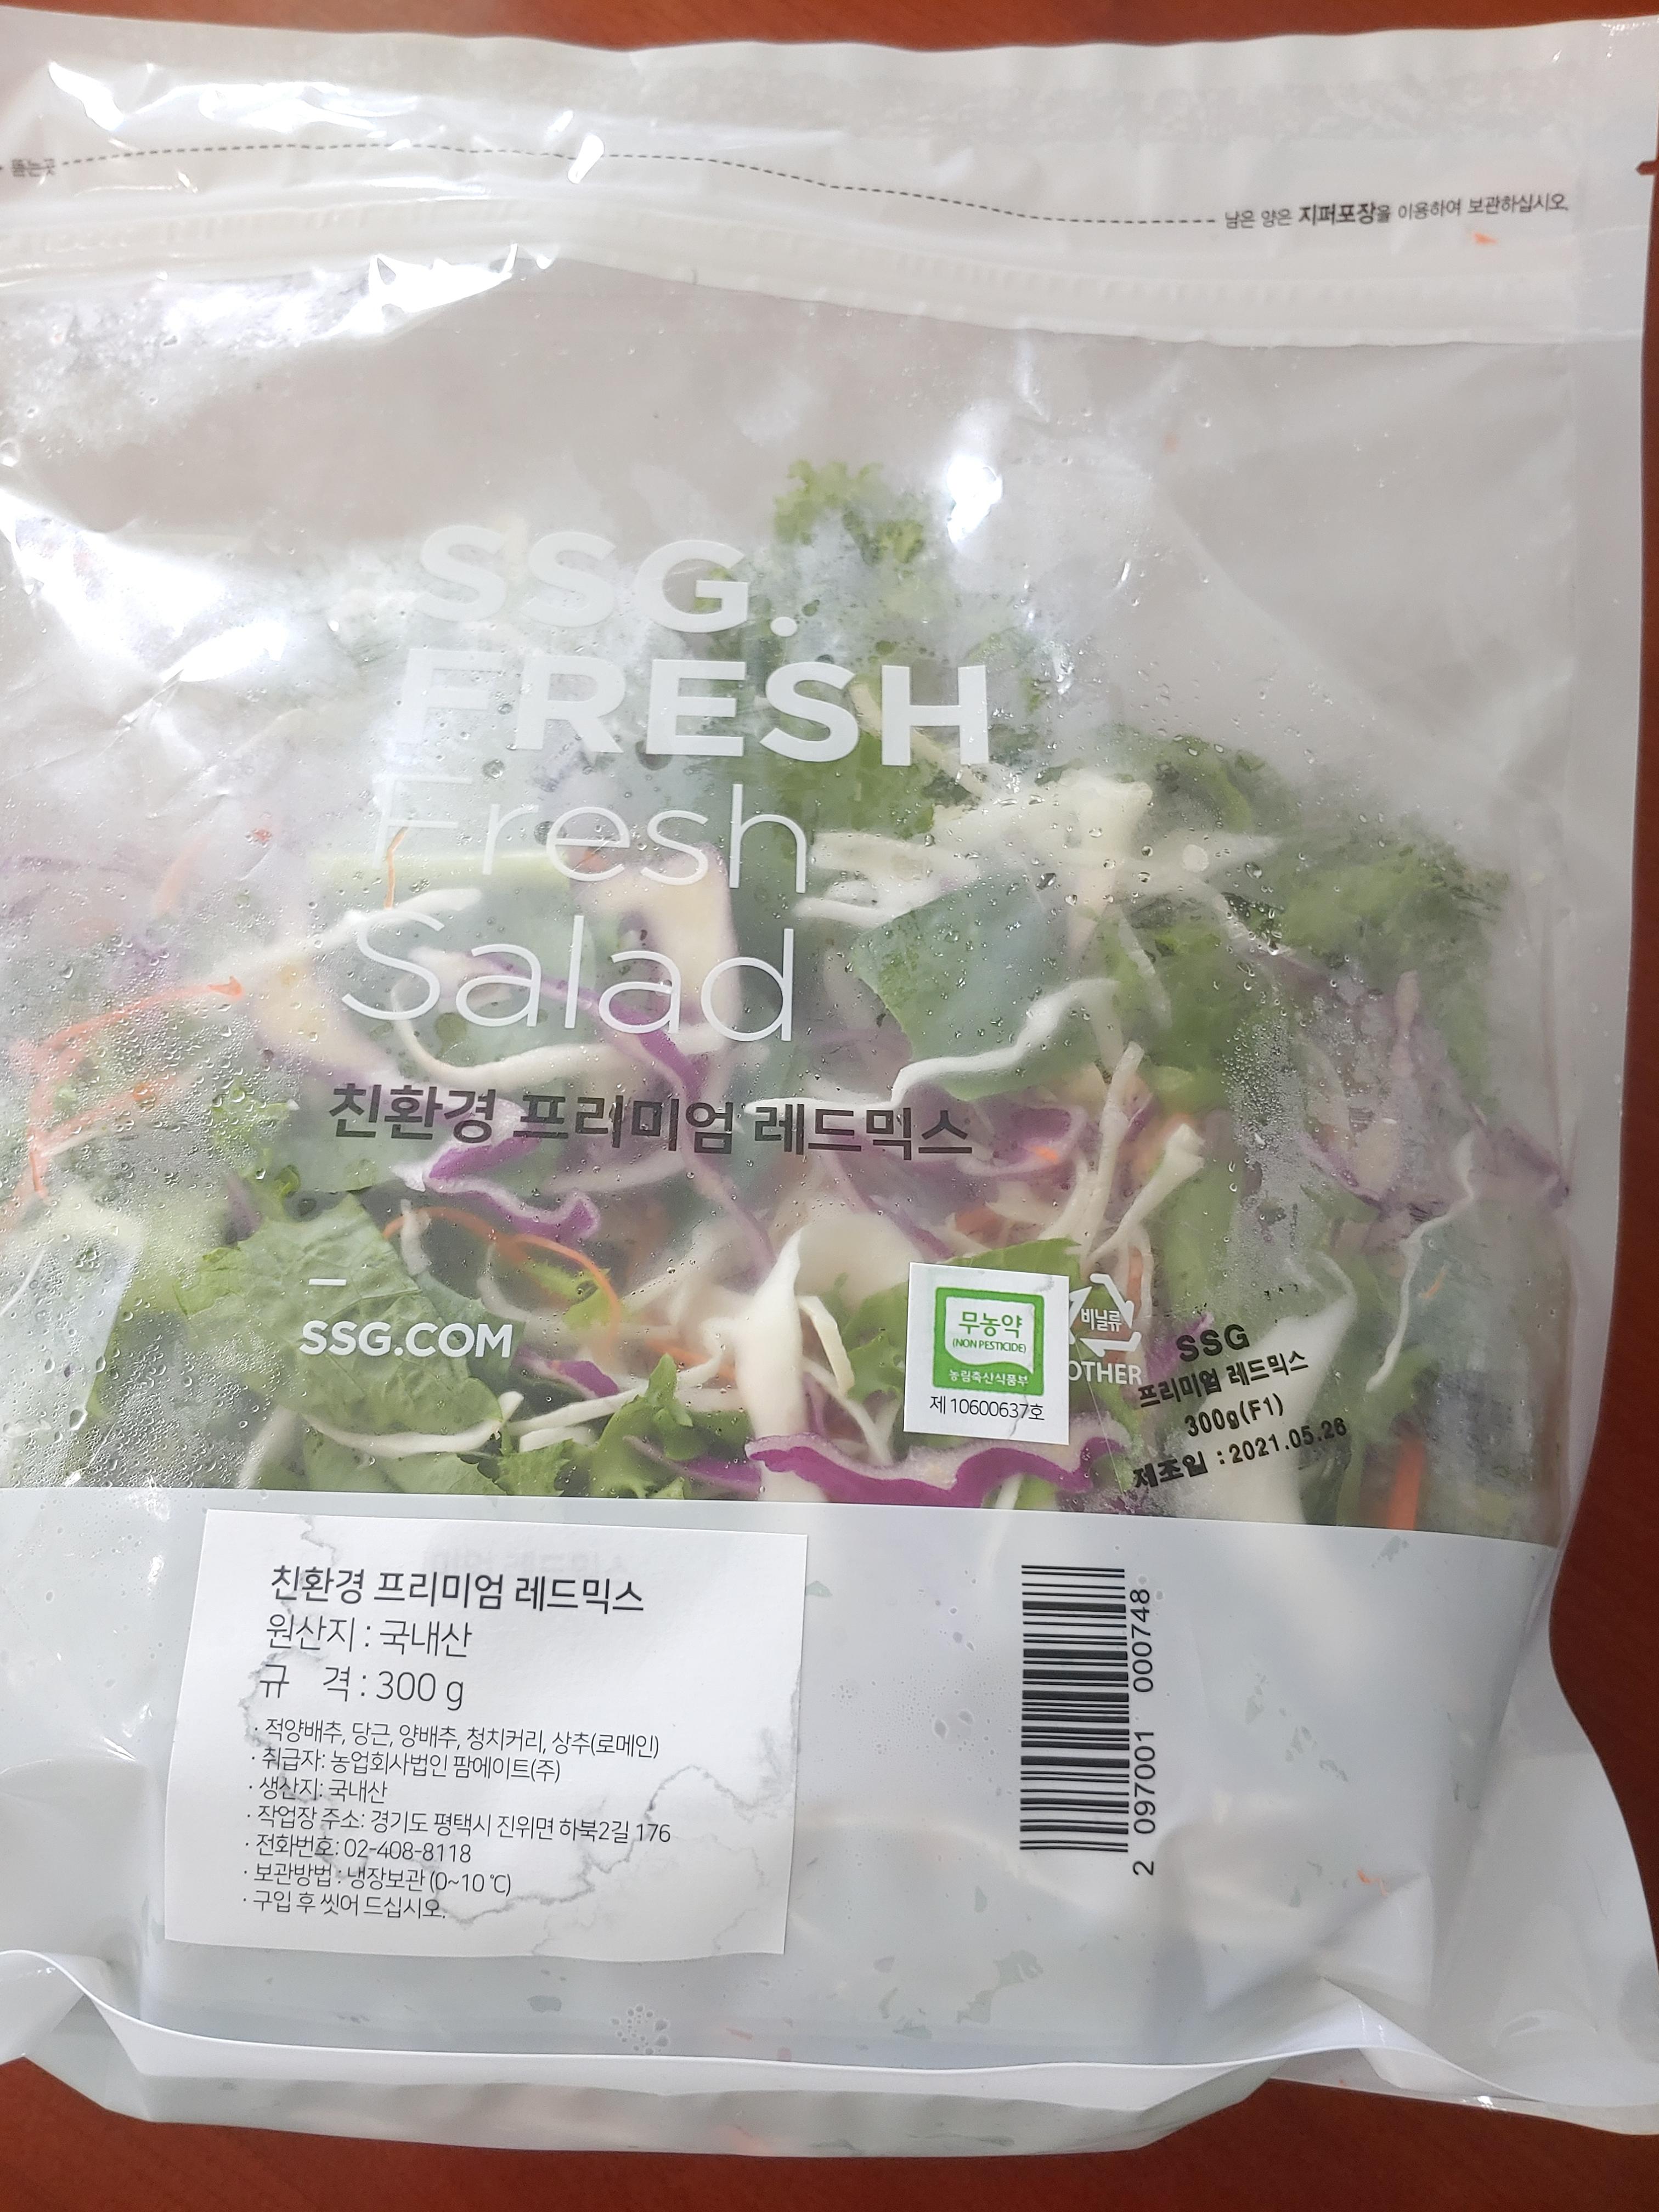 뜯는곳
남은 양은 지퍼포장을 이용하여 보관하십시오.
SSG.
FRESH
Fresh
Salad
친환경 프리미엄 레드믹스
SSG.COM
무농약
(NON PESTICIDE)
농림축산식품부
제 10600637호
비닐류
OTHER
SSG
프리미엄 레드믹스
300g(F1)
제조일 : 2021.05.26
친환경 프리미엄 레드믹스
원산지 : 국내산
규 격 : 300 g
· 적양배추, 당근, 양배추, 청치커리, 상추(로메인)
· 취급자: 농업회사법인 팜에이트(주)
· 생산지: 국내산
· 작업장 주소: 경기도 평택시 진위면 하북2길 176
· 전화번호: 02-408-8118
· 보관방법 : 냉장보관 (0~10 ℃)
· 구입 후 씻어 드십시오.
2 097001 000748